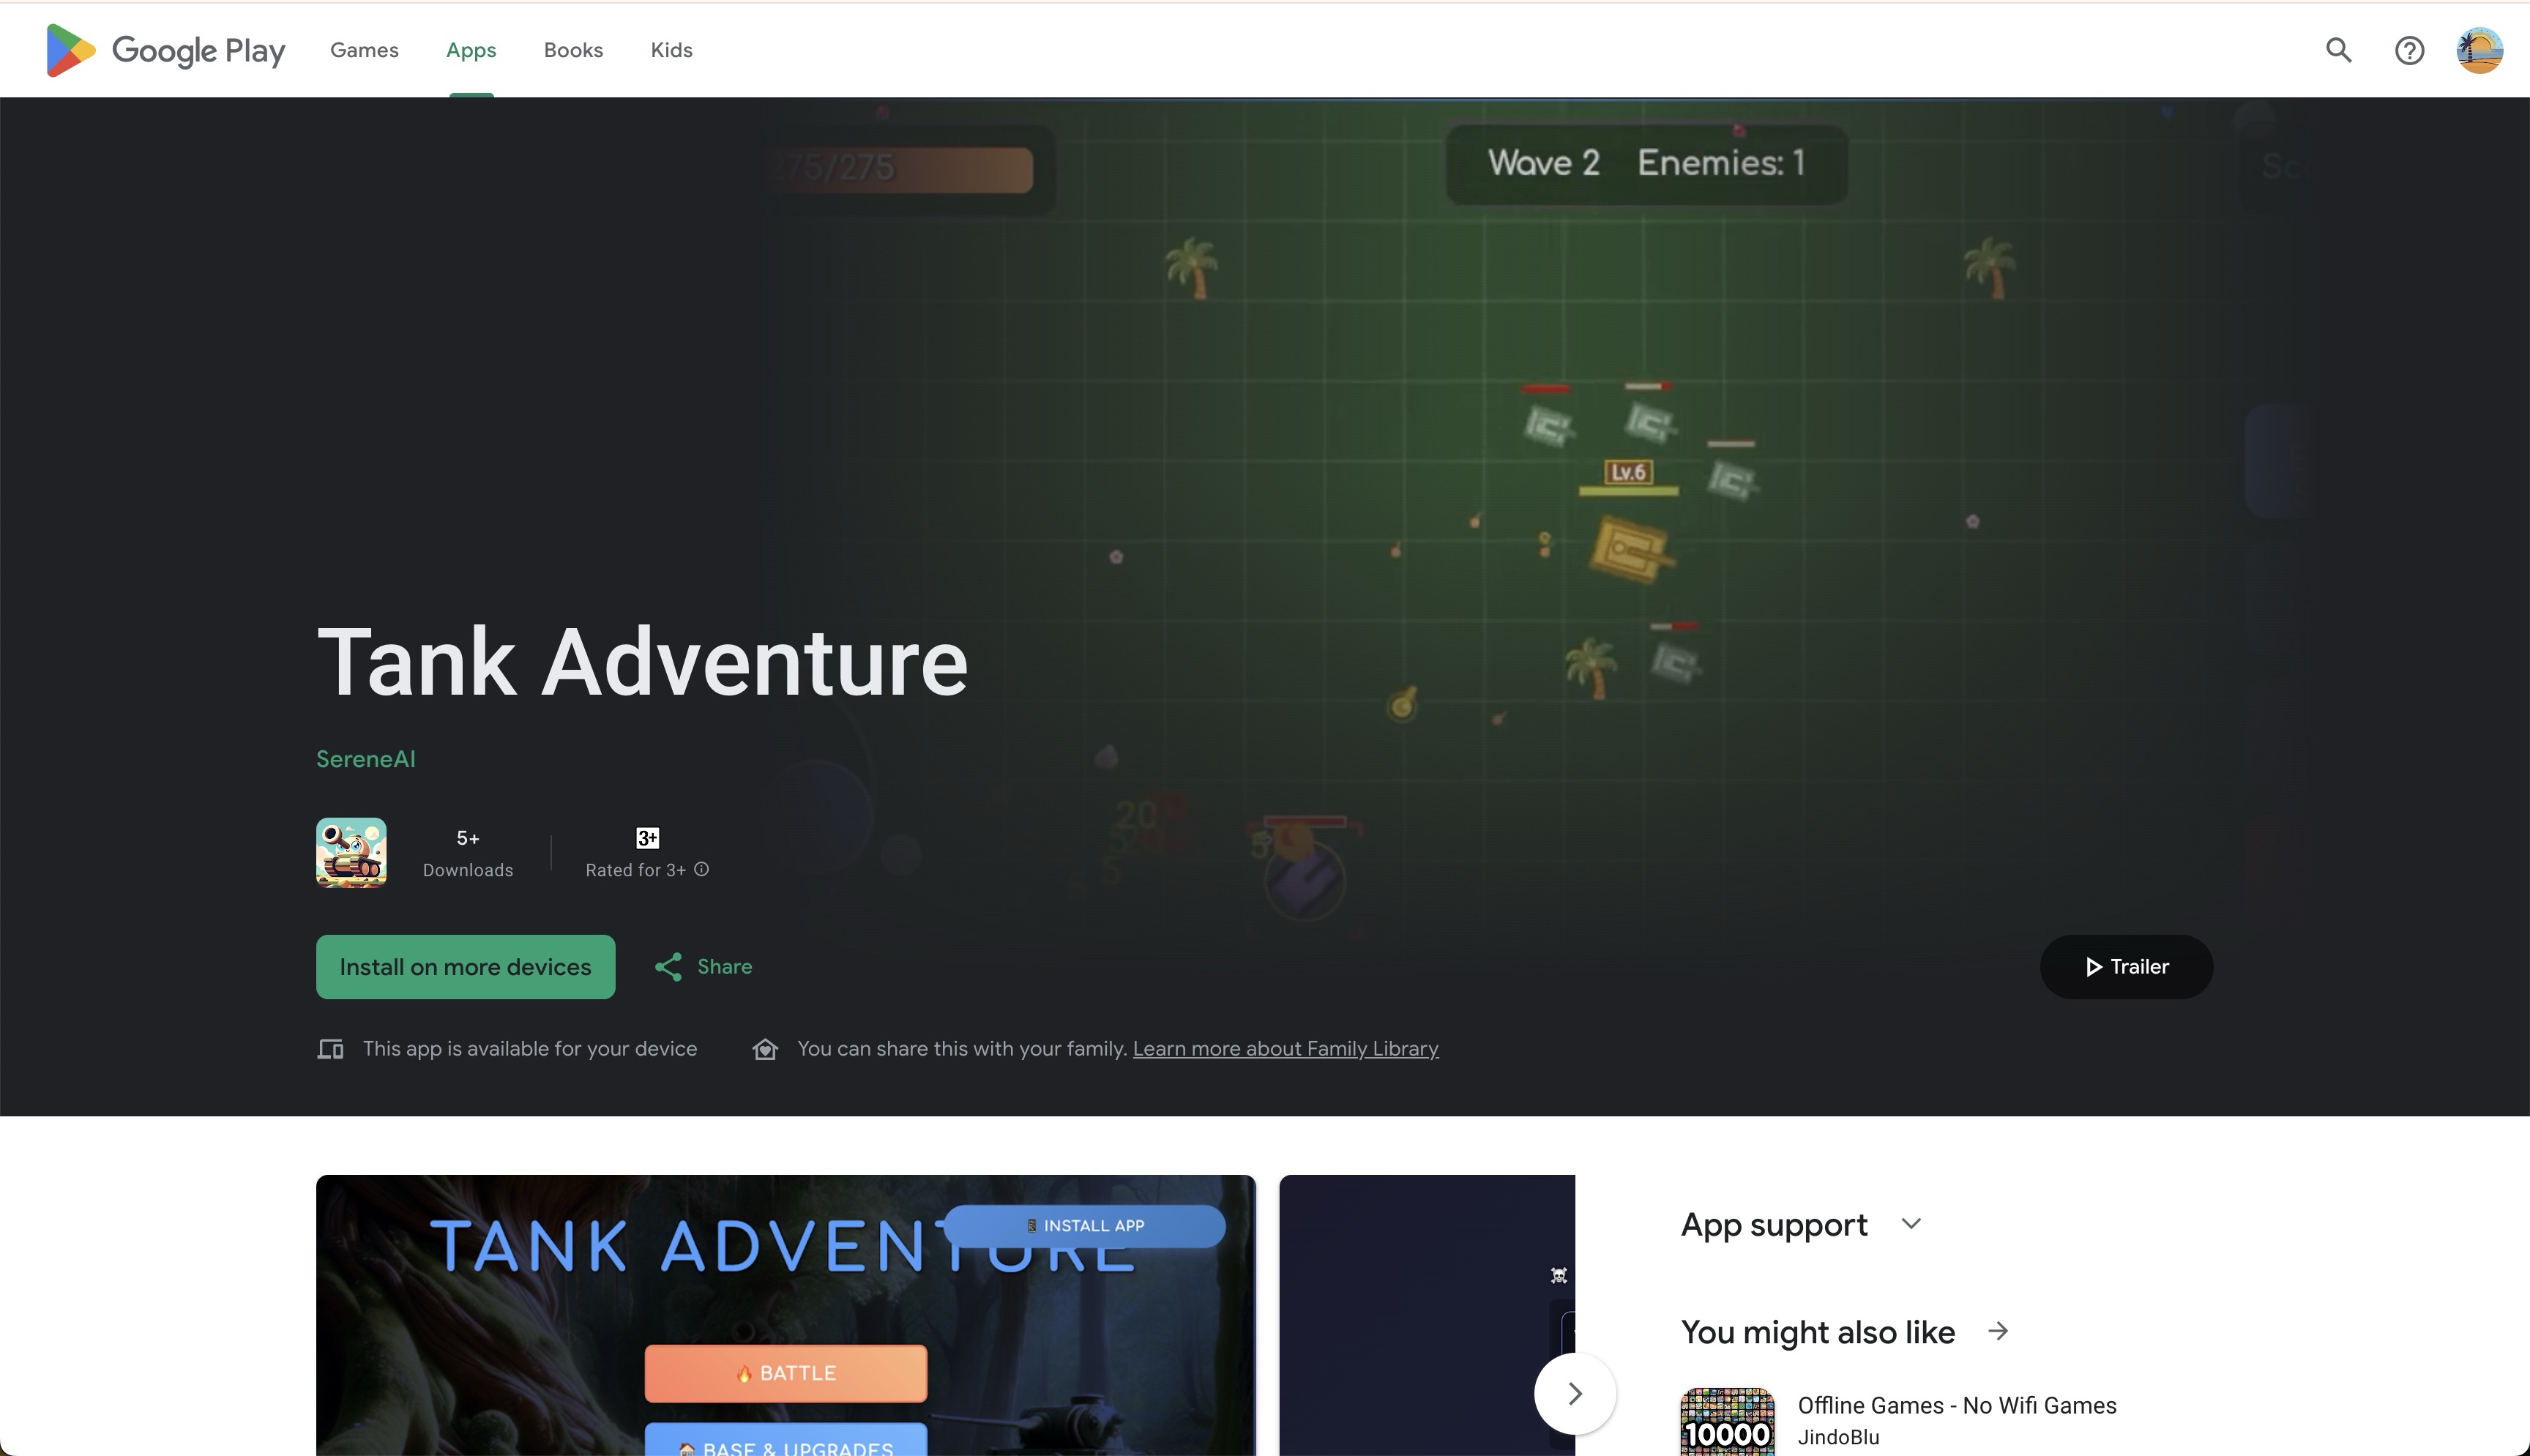 Google Play Games Apps Books Kids
275/275
Wave 2 Enemies: 1
Lv.6
Tank Adventure
SereneAI
5+
Downloads
3+
Rated for 3+
20
5
5
Install on more devices
Share
Trailer
This app is available for your device
You can share this with your family. Learn more about Family Library
TANK ADVENTURE
INSTALL APP
BATTLE
BASE & UPGRADES
App support
You might also like
10000
Offline Games - No Wifi Games
JindoBlu